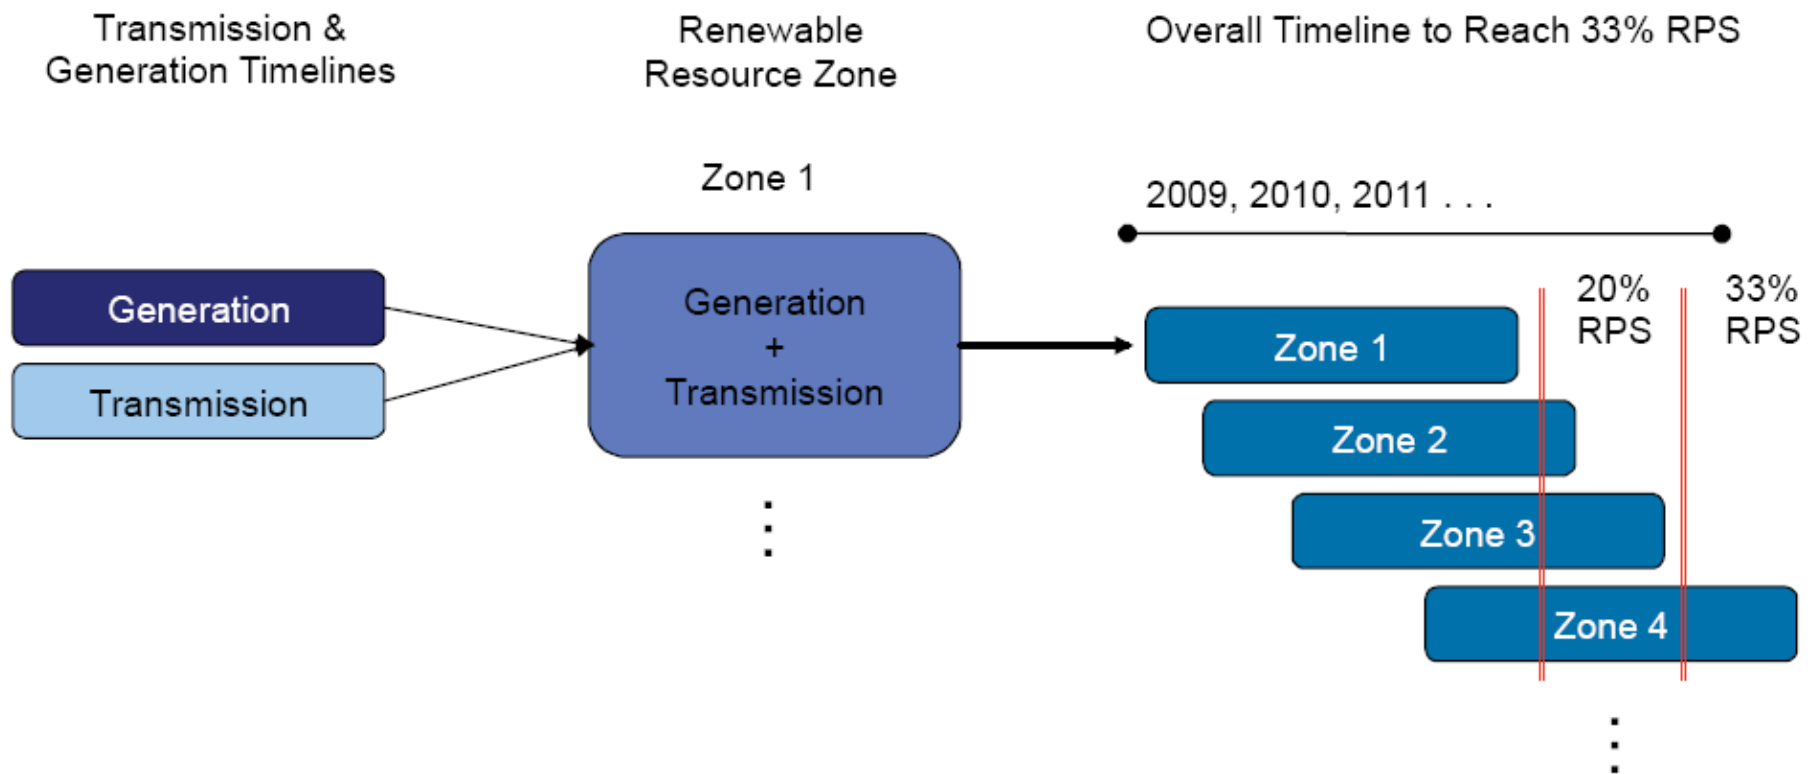 Transmission &
Generation Timelines
Renewable
Resource Zone
Overall Timeline to Reach 33% RPS
Zone 1
2009, 2010, 2011 . . .
Generation
Transmission
Generation
+
Transmission
20%
RPS
33%
RPS
Zone 1
Zone 2
Zone 3
Zone 4